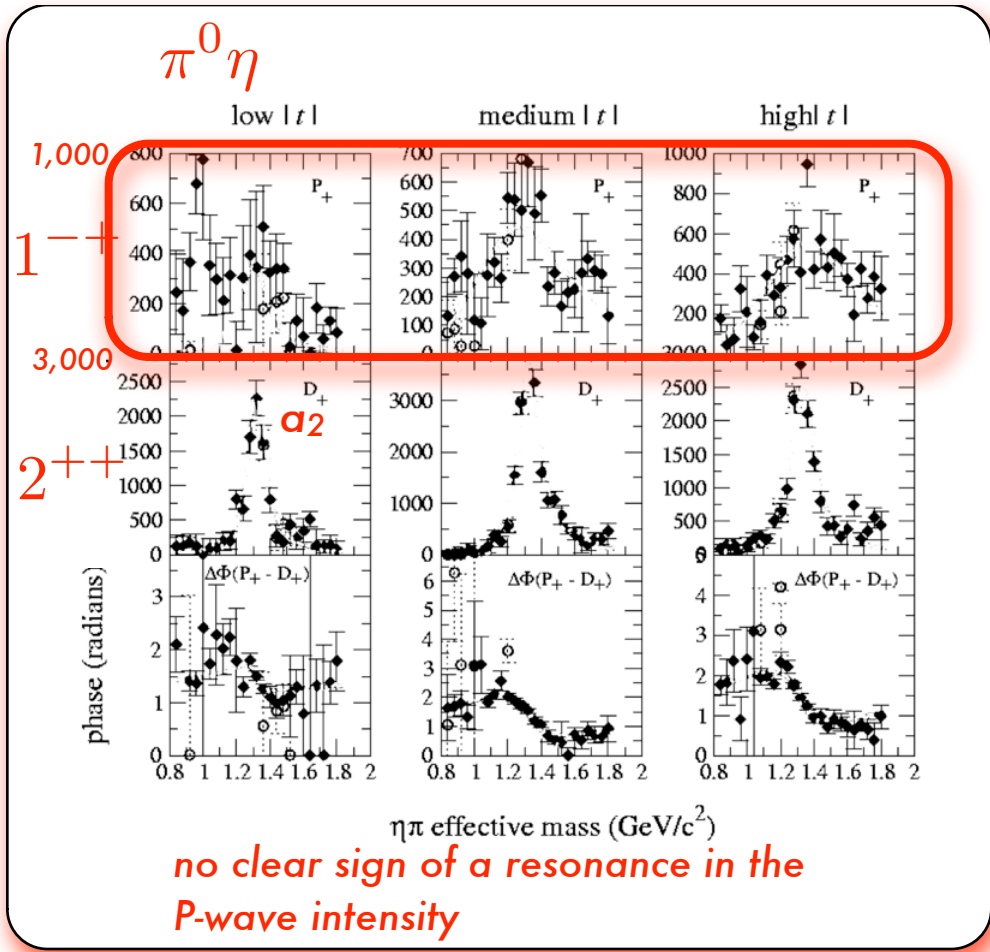 π⁰ η
low | t | medium | t | high| t |
1,000
1⁻⁺
800 700 1000
600 600 800
400 500 600
200 400 400
0 300 200
200
100
0
P₊ P₊ P₊
3,000
2⁺⁺
2500 3000 2500
2000 2000 2000
1500 1000 1500
1000 0 1000
500 500
0 0
D₊ D₊ D₊
a₂
phase (radians)
ΔΦ(P₊ - D₊) ΔΦ(P₊ - D₊) ΔΦ(P₊ - D₊)
3 6 4
2 5 3
1 4 2
0 3 1
2 0
1
0
0.8 1 1.2 1.4 1.6 1.8 2 0.8 1 1.2 1.4 1.6 1.8 2 0.8 1 1.2 1.4 1.6 1.8 2
ηπ effective mass (GeV/c²)
no clear sign of a resonance in the
P-wave intensity